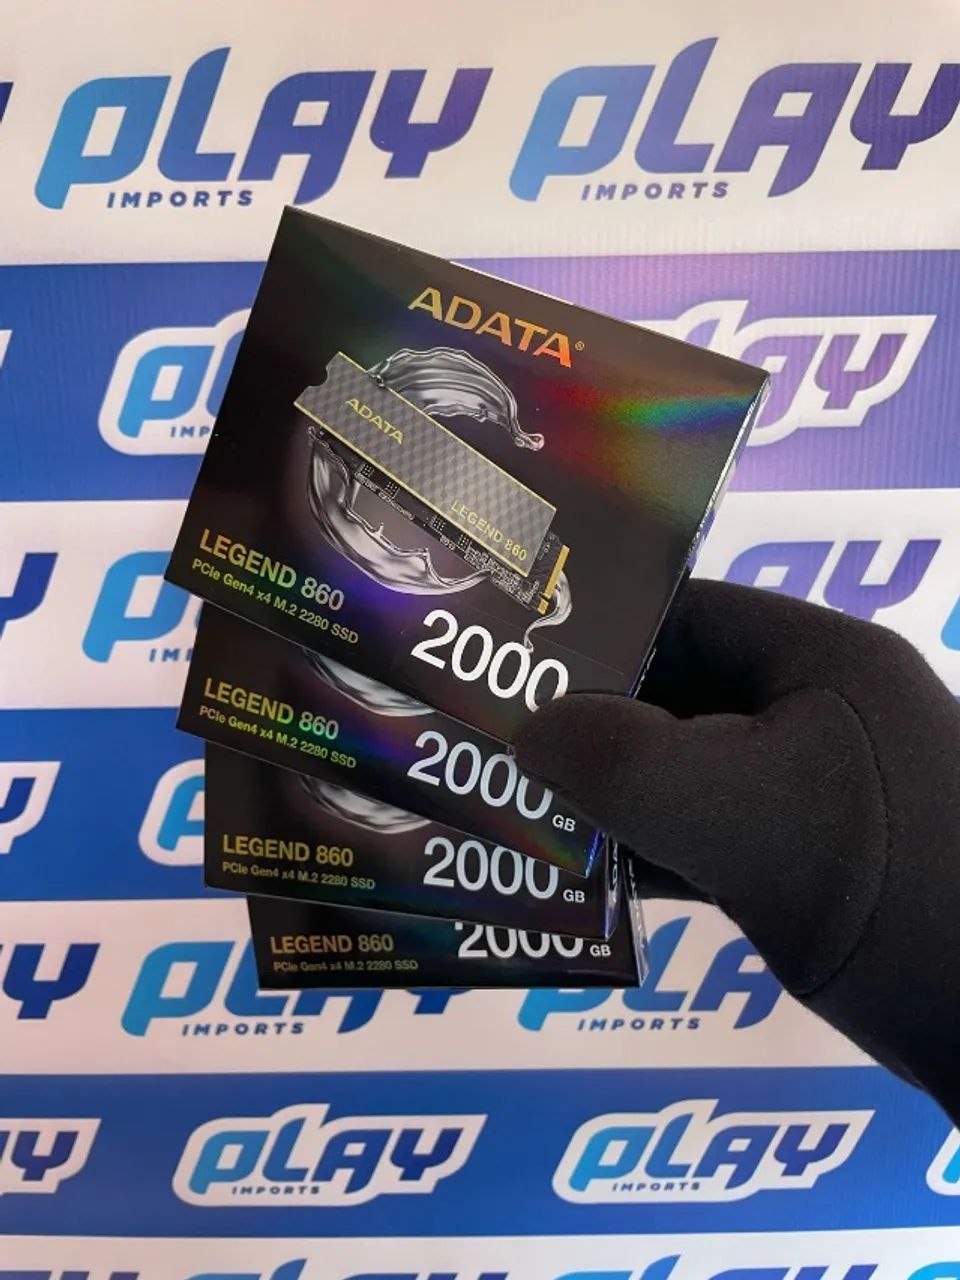 PLAY
IMPORTS
PLAY
IMPORTS
ADATA®
ADATA
LEGEND 860
LEGEND 860
PCIe Gen4 x4 M.2 2280 SSD
2000
LEGEND 860
PCIe Gen4 x4 M.2 2280 SSD
2000
GB
LEGEND 860
PCIe Gen4 x4 M.2 2280 SSD
2000
GB
LEGEND 860
PCIe Gen4 x4 M.2 2280 SSD
2000
GB
PLAY
IMPORTS
PLA
IMPORTS
PLAY
IMPORTS
PLAY
IMPORTS